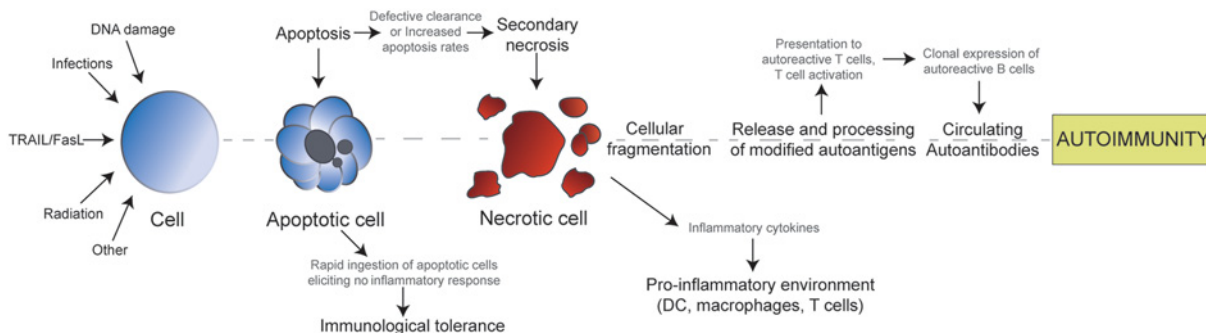 DNA damage
Infections
TRAIL/FasL
Radiation
Other
Cell
Apoptosis
Defective clearance
or Increased
apoptosis rates
Secondary
necrosis
Apoptotic cell
Rapid ingestion of apoptotic cells
eliciting no inflammatory response
Immunological tolerance
Necrotic cell
Cellular
fragmentation
Inflammatory cytokines
Pro-inflammatory environment
(DC, macrophages, T cells)
Release and processing
of modified autoantigens
Presentation to
autoreactive T cells,
T cell activation
Clonal expression of
autoreactive B cells
Circulating
Autoantibodies
AUTOIMMUNITY